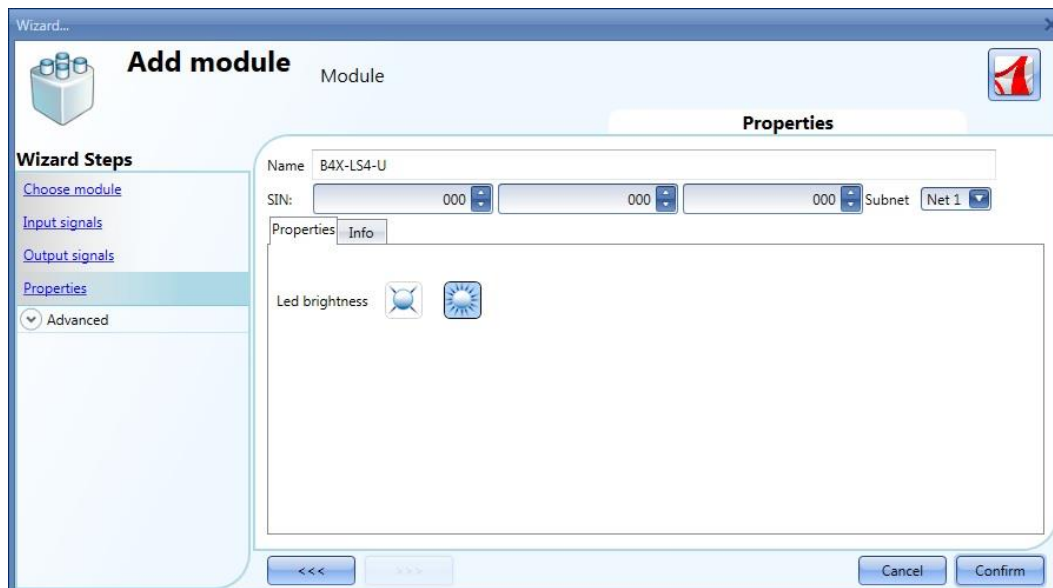 Wizard...
Add module
Module
Properties
Wizard Steps
Choose module
Input signals
Output signals
Properties
Advanced
Name B4X-LS4-U
SIN: 000 000 000 Subnet Net 1
Properties Info
Led brightness
<<< >>> Cancel Confirm